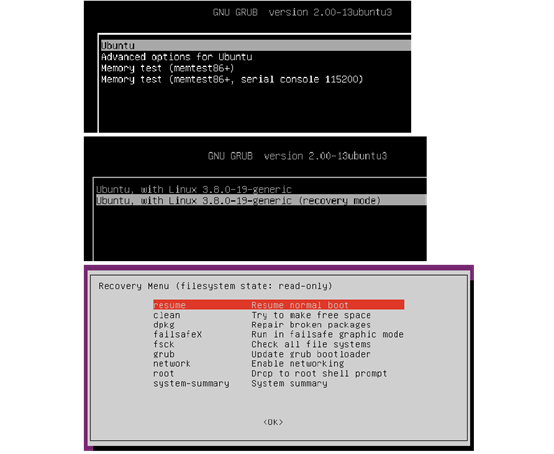 GNU GRUB  version 2.00-13ubuntu3
Ubuntu
Advanced options for Ubuntu
Memory test (memtest86+)
Memory test (memtest86+, serial console 115200)
GNU GRUB  version 2.00-13ubuntu3
Ubuntu, with Linux 3.8.0-19-generic
Ubuntu, with Linux 3.8.0-19-generic (recovery mode)
Recovery Menu (filesystem state: read-only)
resume Resume normal boot
clean Try to make free space
dpkg Repair broken packages
failsafeX Run in failsafe graphic mode
fsck Check all file systems
grub Update grub bootloader
network Enable networking
root Drop to root shell prompt
system-summary System summary
<Ok>